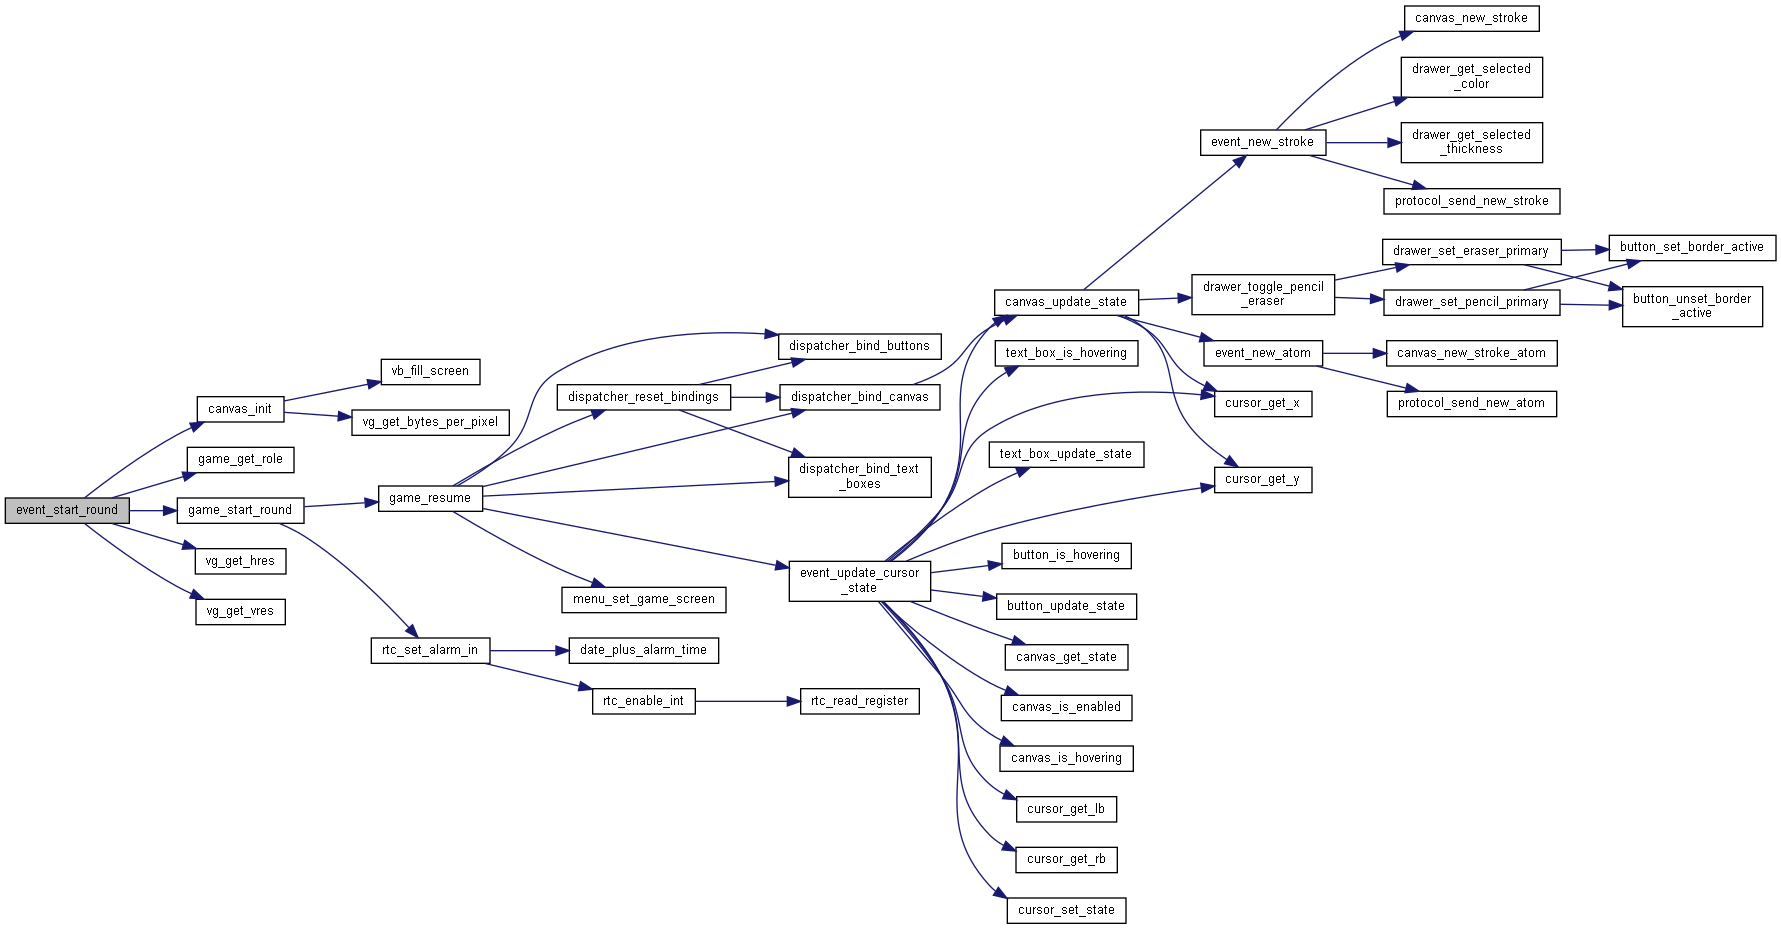 event_start_round
canvas_init
vb_fill_screen
vg_get_bytes_per_pixel
game_get_role
game_start_round
vg_get_hres
vg_get_vres
game_resume
rtc_set_alarm_in
dispatcher_reset_bindings
menu_set_game_screen
date_plus_alarm_time
rtc_enable_int
rtc_read_register
dispatcher_bind_buttons
dispatcher_bind_canvas
dispatcher_bind_text
_boxes
event_update_cursor
_state
canvas_update_state
text_box_is_hovering
text_box_update_state
button_is_hovering
button_update_state
canvas_get_state
canvas_is_enabled
canvas_is_hovering
cursor_get_lb
cursor_get_rb
cursor_set_state
event_new_stroke
drawer_toggle_pencil
_eraser
event_new_atom
cursor_get_x
cursor_get_y
canvas_new_stroke
drawer_get_selected
_color
drawer_get_selected
_thickness
protocol_send_new_stroke
drawer_set_eraser_primary
drawer_set_pencil_primary
canvas_new_stroke_atom
protocol_send_new_atom
button_set_border_active
button_unset_border
_active